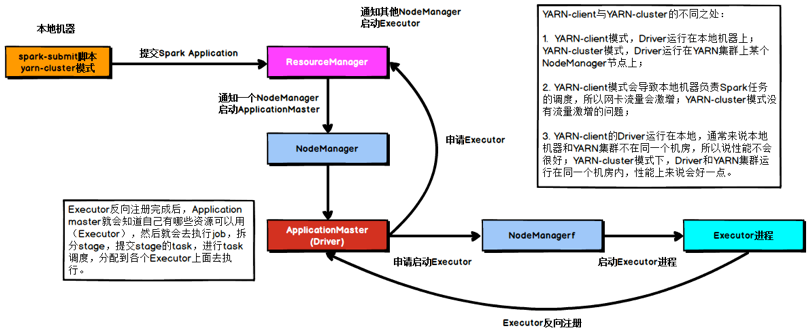 本地机器
spark-submit脚本
yarn-cluster模式
提交Spark Application
ResourceManager
通知其他NodeManager
启动Executor
通知一个NodeManager
启动ApplicationMaster
NodeManager
申请Executor
ApplicationMaster
(Driver)
申请启动Executor
NodeManagerf
启动Executor进程
Executor进程
Executor反向注册
Executor反向注册完成后，Application
master就会知道自己有哪些资源可以用
（Executor），然后就会去执行job，拆
分stage，提交stage的task，进行task
调度，分配到各个Executor上面去执
行。
YARN-client与YARN-cluster的不同之处：
1. YARN-client模式，Driver运行在本地机器上；
YARN-cluster模式，Driver运行在YARN集群上某个
NodeManager节点上；
2. YARN-client模式会导致本地机器负责Spark任务
的调度，所以网卡流量会激增；YARN-cluster模式没
有流量激增的问题；
3. YARN-client的Driver运行在本地，通常来说本地
机器和YARN集群不在同一个机房，所以说性能不会
很好；YARN-cluster模式下，Driver和YARN集群运
行在同一个机房内，性能上来说会好一点。